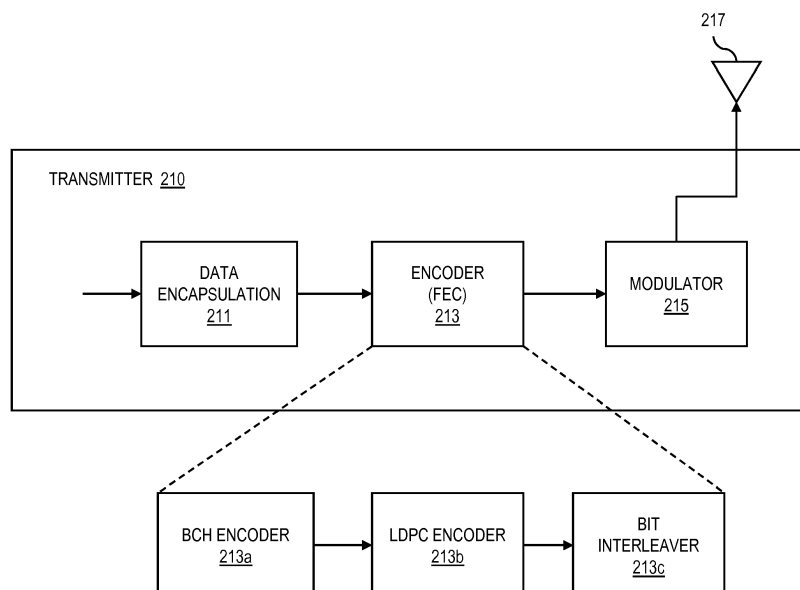 217
TRANSMITTER 210
DATA
ENCAPSULATION
211
ENCODER
(FEC)
213
MODULATOR
215
BCH ENCODER
213a
LDPC ENCODER
213b
BIT
INTERLEAVER
213c